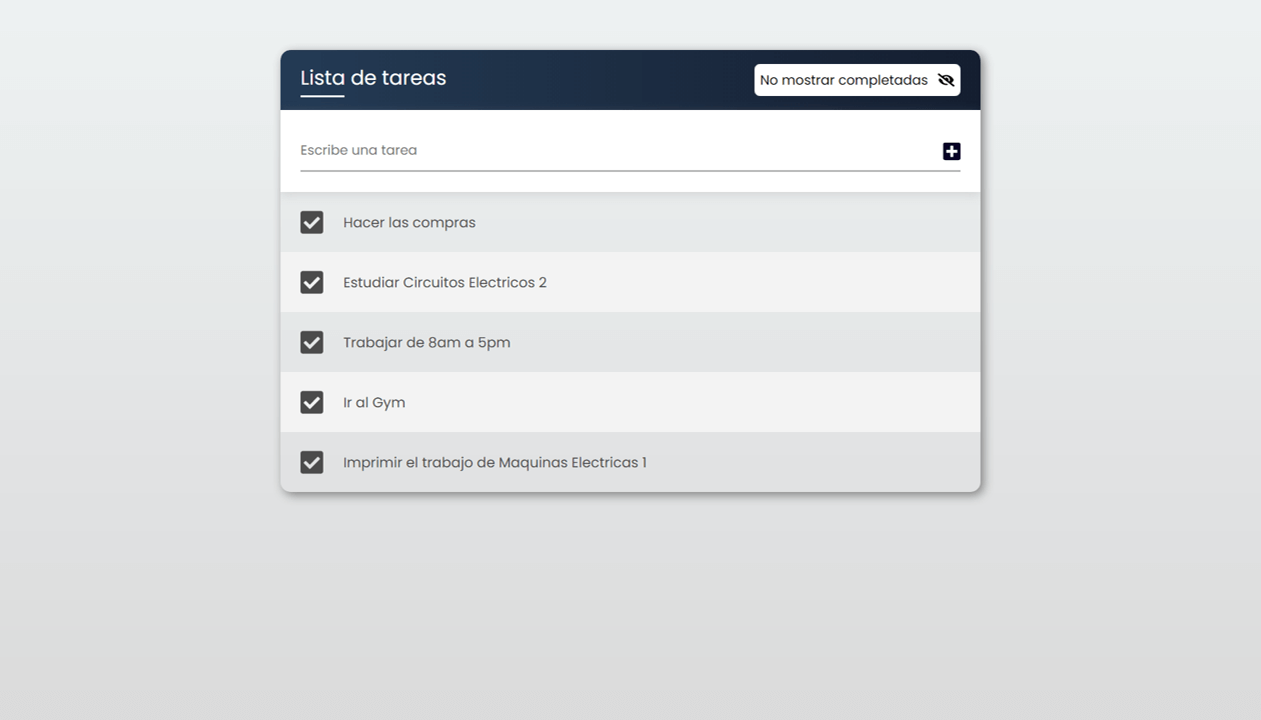 Lista de tareas
No mostrar completadas
Escribe una tarea
Hacer las compras
Estudiar Circuitos Electricos 2
Trabajar de 8am a 5pm
Ir al Gym
Imprimir el trabajo de Maquinas Electricas 1